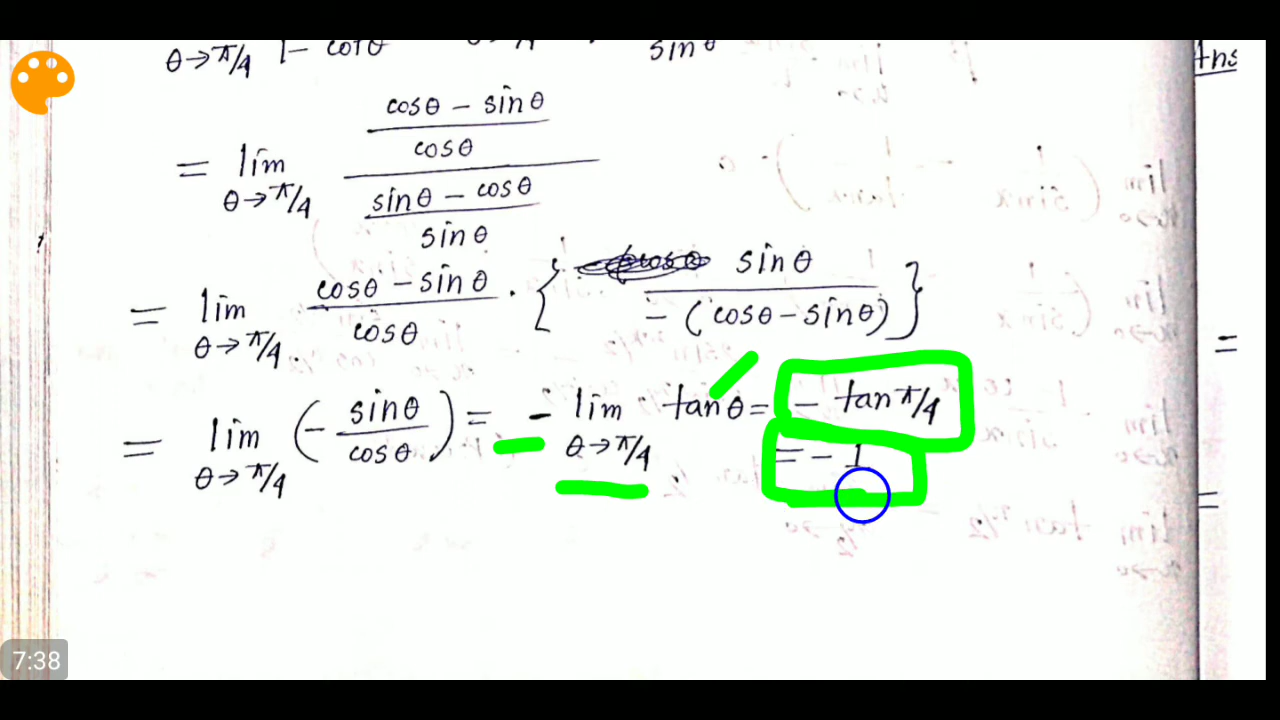 θ→π/4 1 - cotθ sinθ
Ans
= lim θ→π/4 ((cosθ - sinθ)/cosθ)/((sinθ - cosθ)/sinθ)
= lim θ→π/4 (cosθ - sinθ)/cosθ · { sinθ/-(cosθ - sinθ) }
=
= lim θ→π/4 (- sinθ/cosθ) = - lim θ→π/4 tanθ = - tan π/4
= - 1
=
7:38